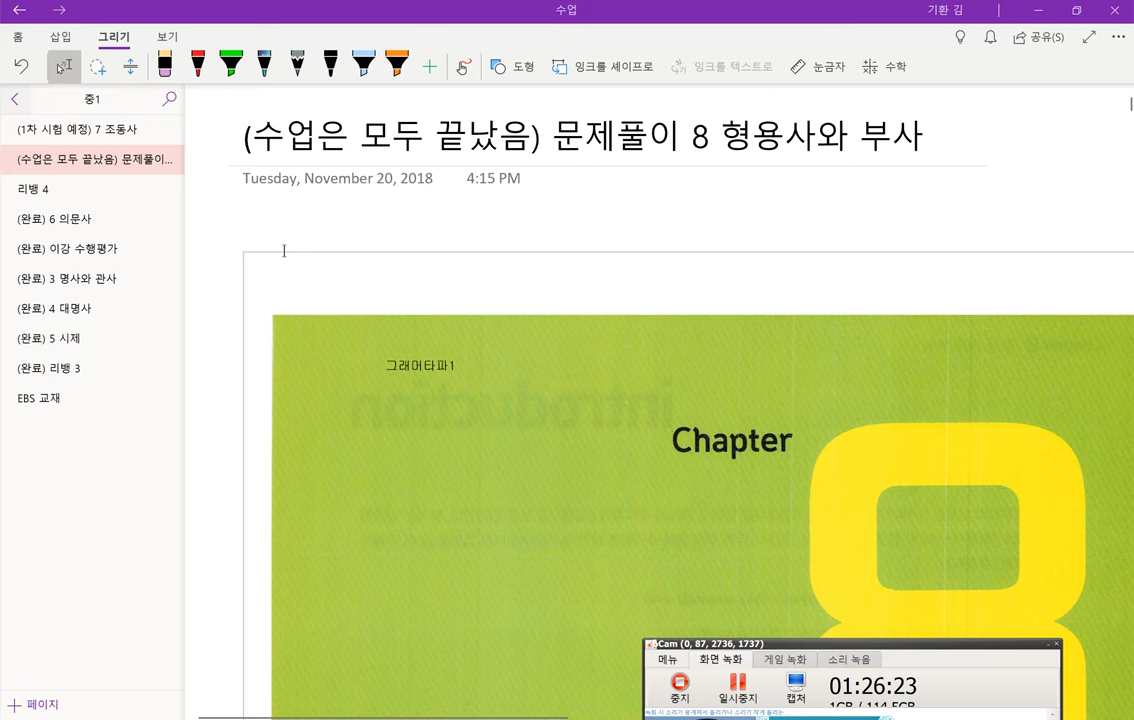 수업
기환 김
홈 삽입 그리기 보기
공유(S)
도형 잉크를 셰이프로 잉크를 텍스트로 눈금자 수학
중1
(1차 시험 예정) 7 조동사
(수업은 모두 끝났음) 문제풀이...
리뱅 4
(완료) 6 의문사
(완료) 이강 수행평가
(완료) 3 명사와 관사
(완료) 4 대명사
(완료) 5 시제
(완료) 리뱅 3
EBS 교재
페이지
(수업은 모두 끝났음) 문제풀이 8 형용사와 부사
Tuesday, November 20, 2018 4:15 PM
그래머타파1
introduction
Chapter
8
Cam (0, 87, 2736, 1737)
메뉴 화면 녹화 게임 녹화 소리 녹음
중지 일시중지 캡처
01:26:23
1GB / 114.5GB